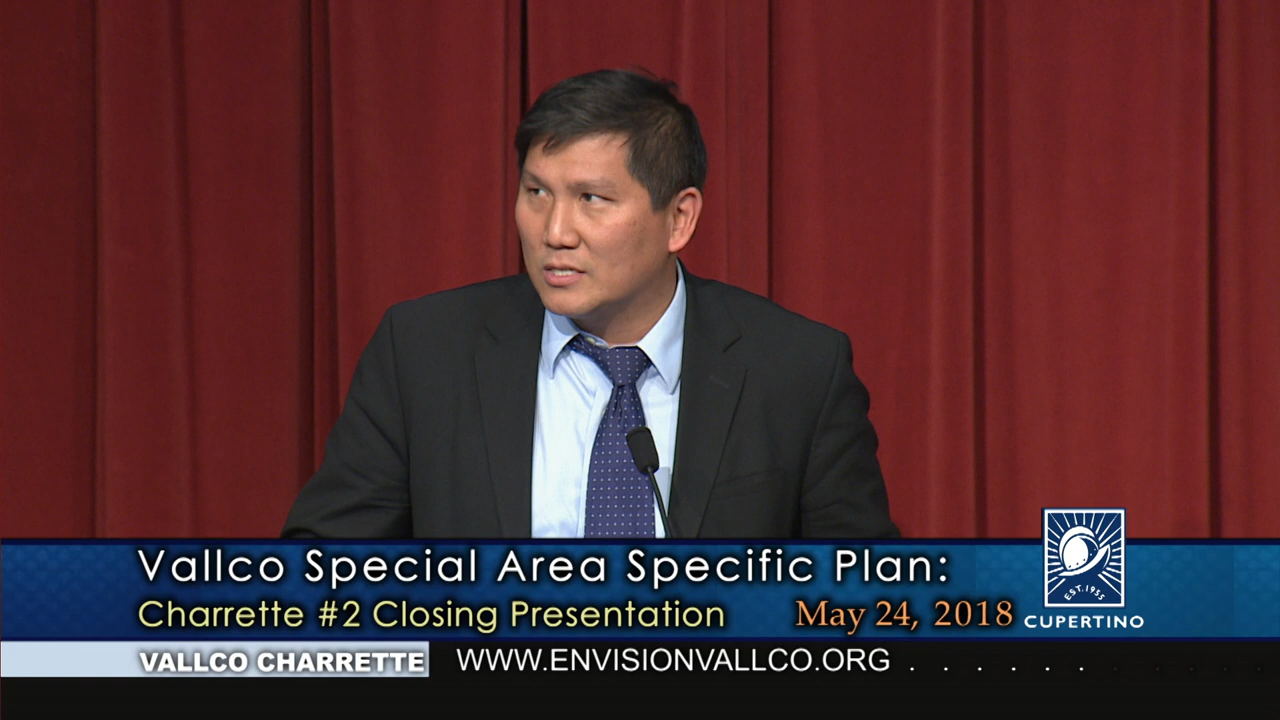 Vallco Special Area Specific Plan:
Charrette #2 Closing Presentation May 24, 2018
EST. 1955
CUPERTINO
VALLCO CHARRETTE WWW.ENVISIONVALLCO.ORG . . . . . . . . . . .